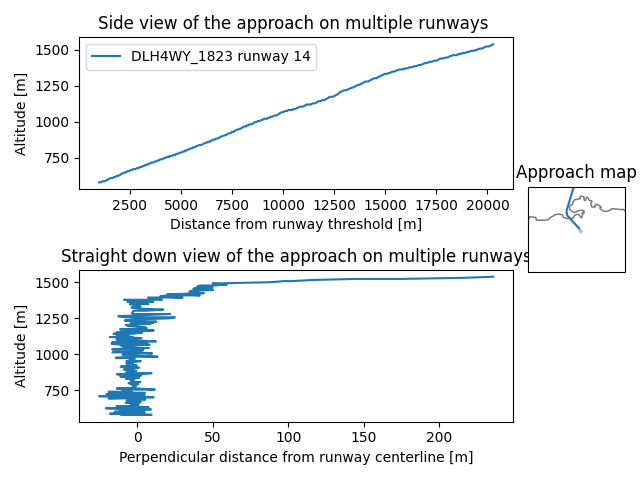 Side view of the approach on multiple runways
1500
1250
1000
750
Altitude [m]
DLH4WY_1823 runway 14
2500 5000 7500 10000 12500 15000 17500 20000
Distance from runway threshold [m]
Approach map
Straight down view of the approach on multiple runways
1500
1250
1000
750
Altitude [m]
0 50 100 150 200
Perpendicular distance from runway centerline [m]